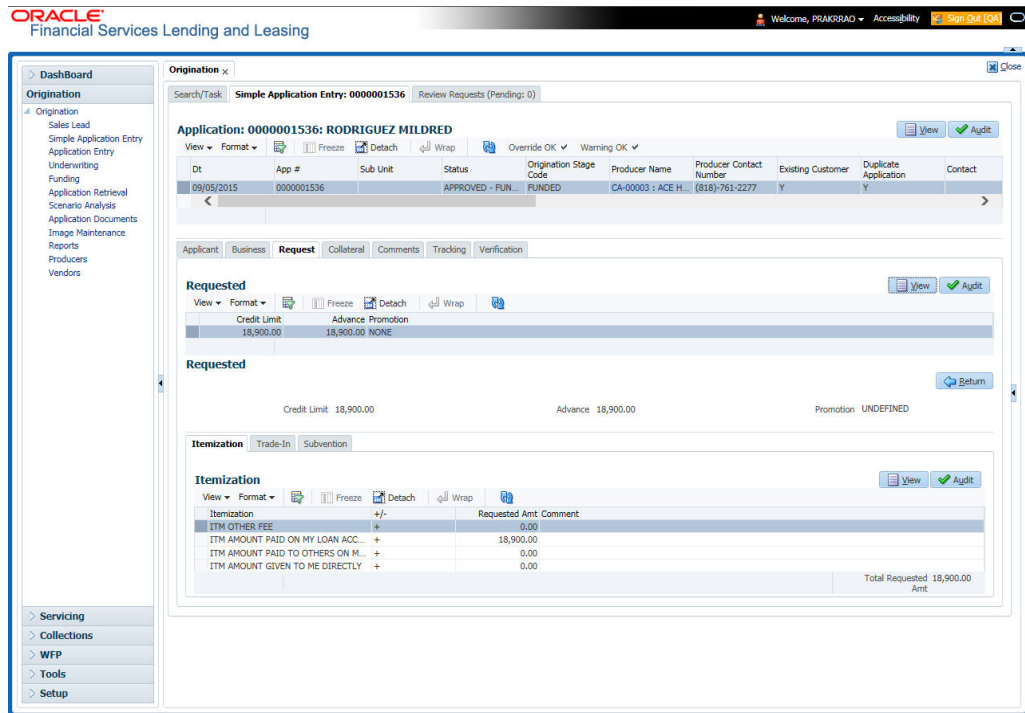 ORACLE
Financial Services Lending and Leasing
Welcome, PRAKRRAO Accessibility Sign Out [QA]
Close
DashBoard
Origination
Origination
Sales Lead
Simple Application Entry
Application Entry
Underwriting
Funding
Application Retrieval
Scenario Analysis
Application Documents
Image Maintenance
Reports
Producers
Vendors
Servicing
Collections
WFP
Tools
Setup
Origination
Search/Task Simple Application Entry: 0000001536 Review Requests (Pending: 0)
Application: 0000001536: RODRIGUEZ MILDRED
View Audit
View Format Freeze Detach Wrap Override OK Warning OK
Dt App # Sub Unit Status Origination Stage Code Producer Name Producer Contact Number Existing Customer Duplicate Application Contact
09/05/2015 0000001536 APPROVED - FUN... FUNDED CA-00003 : ACE H... (818)-761-2277 Y Y
Applicant Business Request Collateral Comments Tracking Verification
Requested
View Audit
View Format Freeze Detach Wrap
Credit Limit Advance Promotion
18,900.00 18,900.00 NONE
Requested
Return
Credit Limit 18,900.00 Advance 18,900.00 Promotion UNDEFINED
Itemization Trade-In Subvention
Itemization
View Audit
View Format Freeze Detach Wrap
Itemization +/- Requested Amt Comment
ITM OTHER FEE + 0.00
ITM AMOUNT PAID ON MY LOAN ACC... + 18,900.00
ITM AMOUNT PAID TO OTHERS ON M... + 0.00
ITM AMOUNT GIVEN TO ME DIRECTLY + 0.00
Total Requested Amt 18,900.00